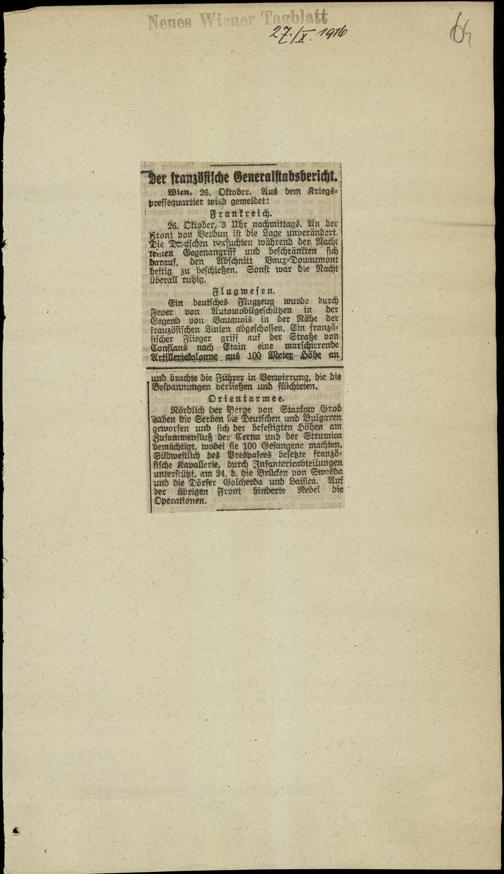 Neues Wiener Tagblatt
27./X. 1916
64
Der französische Generalstabsbericht.
Wien, 26. Oktober. Aus dem Kriegs-
pressequartier wird gemeldet:
Frankreich.
26. Oktober, 3 Uhr nachmittags. An der
Front von Verdun ist die Lage unverändert.
Die Deutschen versuchten während der Nacht
keinen Gegenangriff und beschränkten sich
darauf, den Abschnitt Vaux-Douaumont
heftig zu beschießen. Sonst war die Nacht
überall ruhig.
Flugwesen.
Ein deutsches Flugzeug wurde durch
Feuer von Automobilgeschützen in der
Gegend von Vauquois in der Nähe der
französischen Linien abgeschossen. Ein franzö-
sischer Flieger griff auf der Straße von
Conflans nach Etain eine marschierende
Artilleriekolonne aus 100 Meter Höhe an
und brachte die Führer in Verwirrung, die die
Bespannungen verließen und flüchteten.
Orientarmee.
Nördlich der Berge von Starkow Grob
haben die Serben die Deutschen und Bulgaren
geworfen und sich der befestigten Höhen am
Zusammenfluß der Cerna und der Strumica
bemächtigt, wobei sie 100 Gefangene machten.
Südwestlich des Prespasees besetzte franzö-
sische Kavallerie, durch Infanterieabteilungen
unterstützt, am 24. d. die Brücken von Swesda
und die Dörfer Golcherda und Laisica. Auf
der übrigen Front hinderte Nebel die
Operationen.